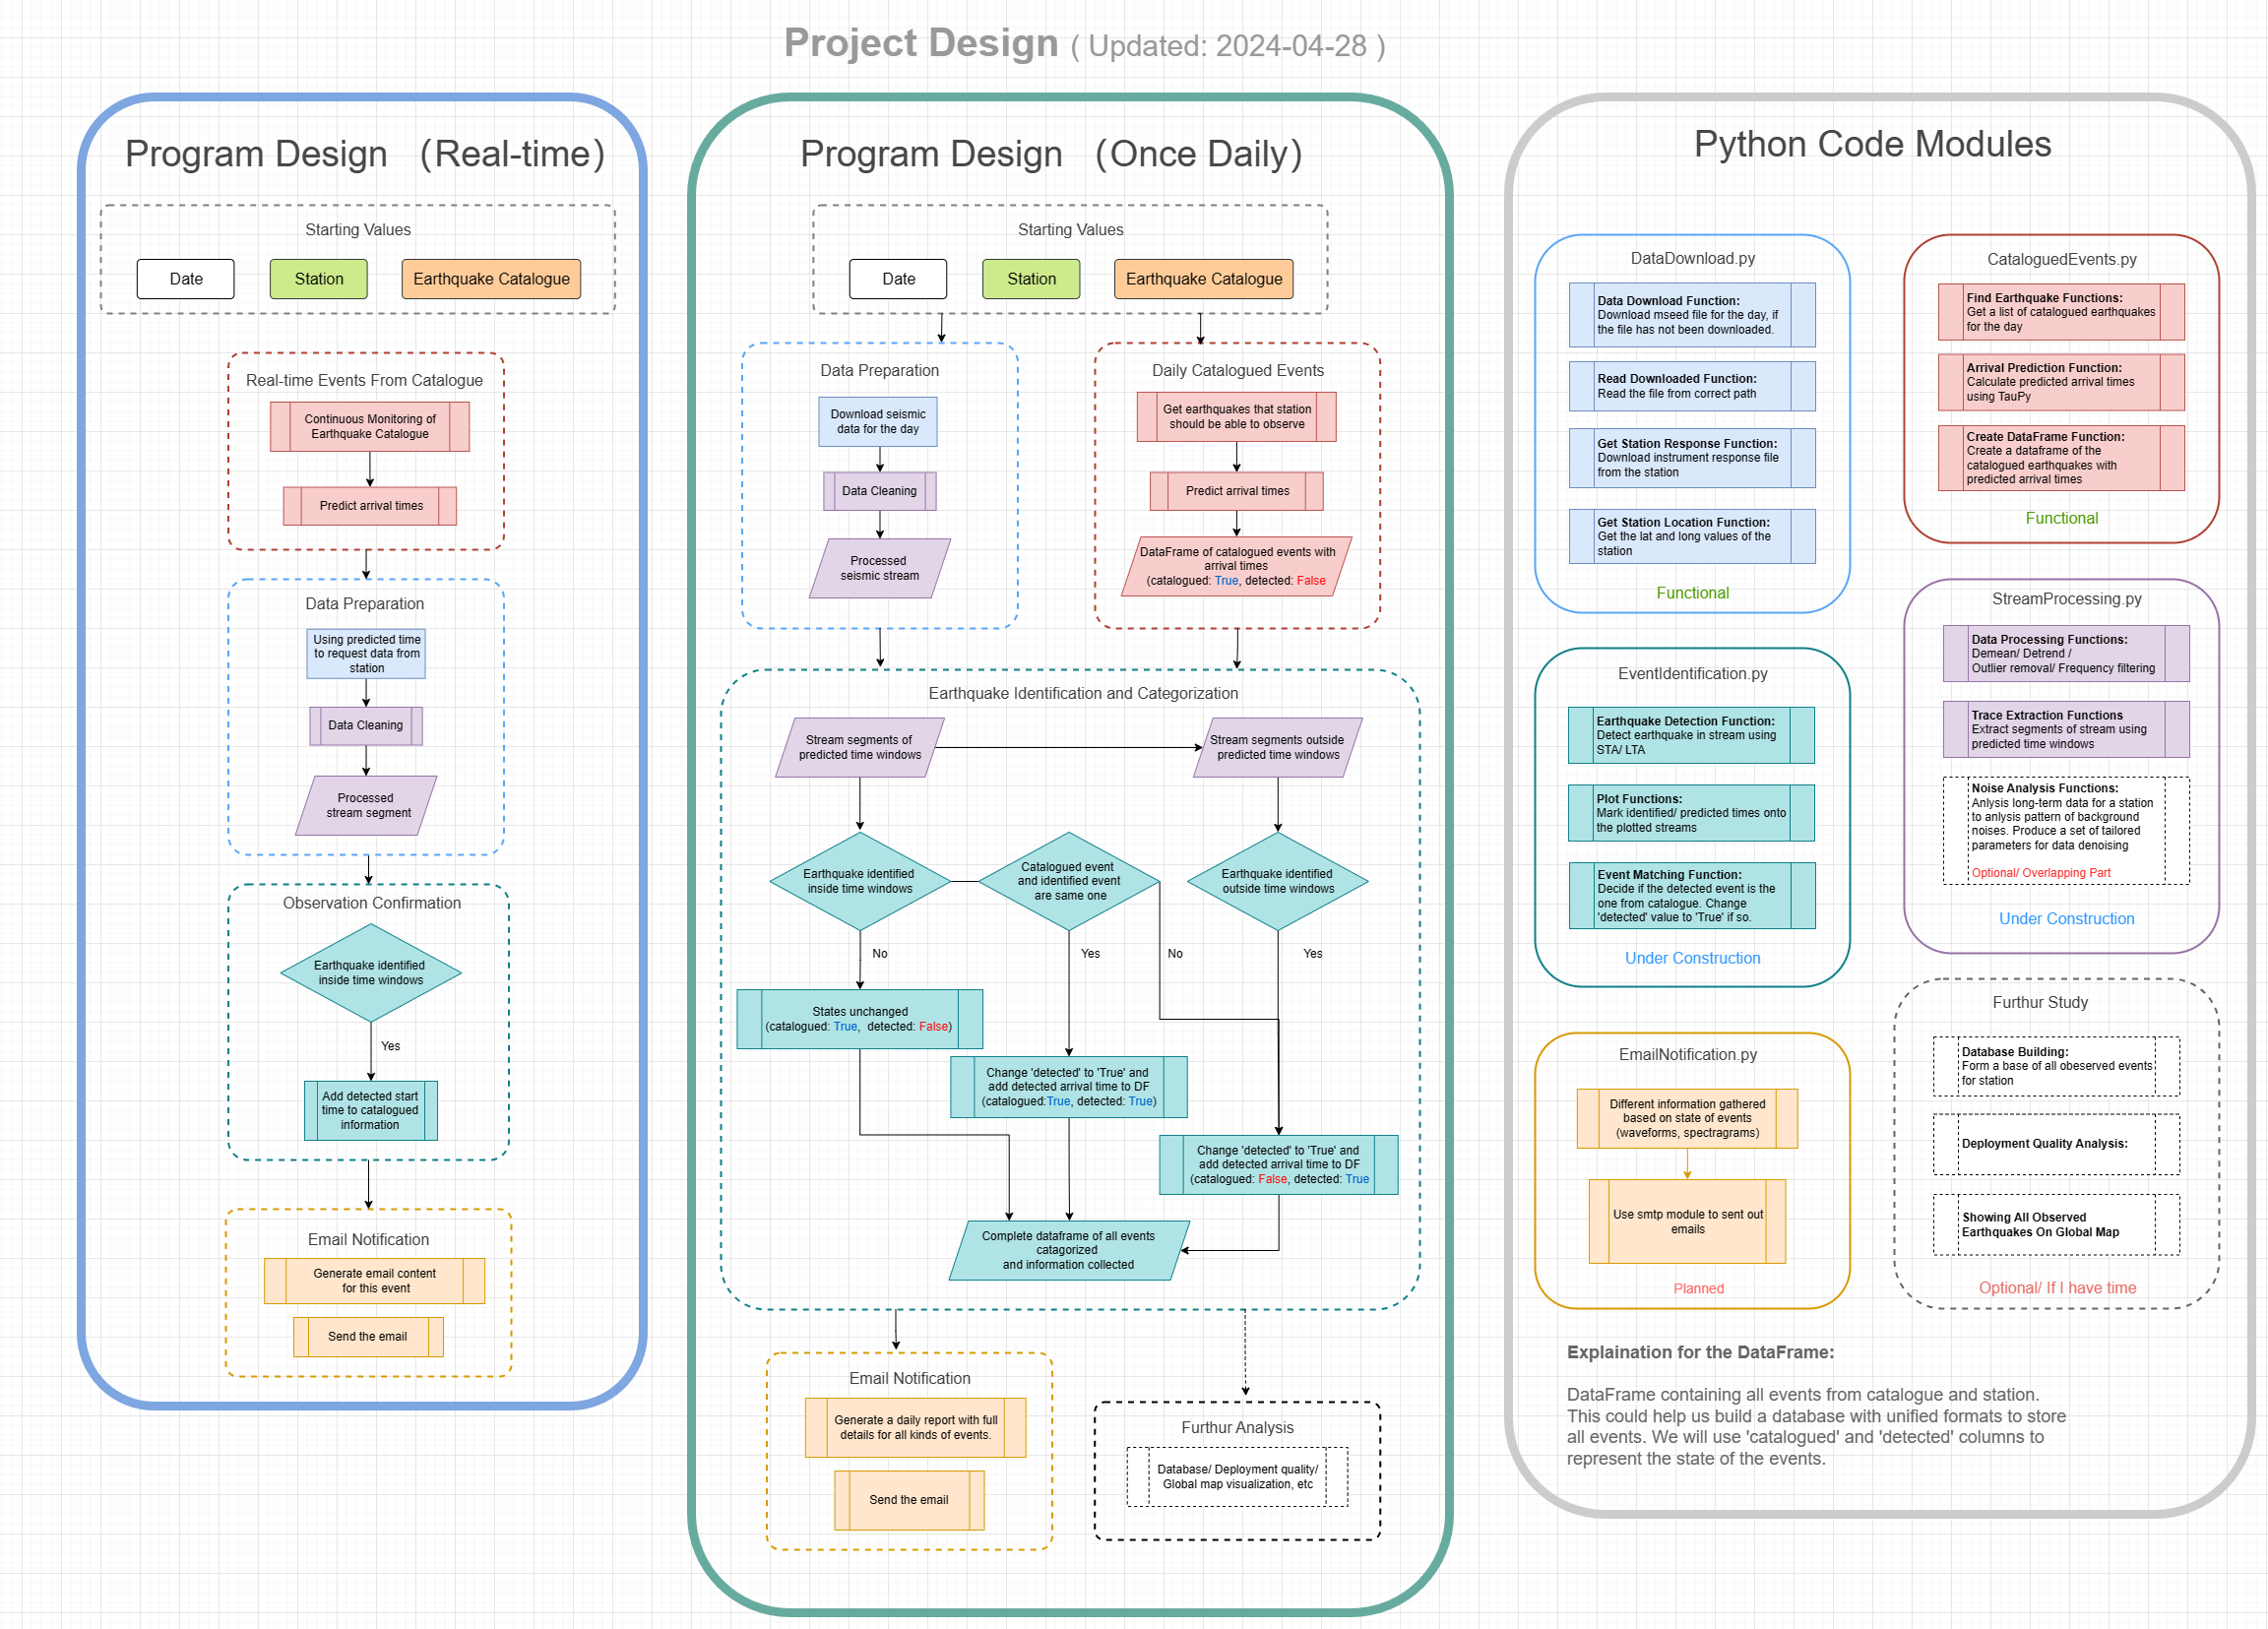 Project Design ( Updated: 2024-04-28 )
Program Design （Real-time）
Starting Values
Date
Station
Earthquake Catalogue
Real-time Events From Catalogue
Continuous Monitoring of
Earthquake Catalogue
Predict arrival times
Data Preparation
Using predicted time
to request data from
station
Data Cleaning
Processed
stream segment
Observation Confirmation
Earthquake identified
inside time windows
Yes
Add detected start
time to catalogued
information
Email Notification
Generate email content
for this event
Send the email
Program Design （Once Daily）
Starting Values
Date
Station
Earthquake Catalogue
Data Preparation
Download seismic
data for the day
Data Cleaning
Processed
seismic stream
Daily Catalogued Events
Get earthquakes that station
should be able to observe
Predict arrival times
DataFrame of catalogued events with
arrival times
(catalogued: True, detected: False
Earthquake Identification and Categorization
Stream segments of
predicted time windows
Stream segments outside
predicted time windows
Earthquake identified
inside time windows
Catalogued event
and identified event
are same one
Earthquake identified
outside time windows
No
Yes
No
Yes
States unchanged
(catalogued: True, detected: False)
Change 'detected' to 'True' and
add detected arrival time to DF
(catalogued:True, detected: True)
Change 'detected' to 'True' and
add detected arrival time to DF
(catalogued: False, detected: True
Complete dataframe of all events
catagorized
and information collected
Email Notification
Generate a daily report with full
details for all kinds of events.
Send the email
Furthur Analysis
Database/ Deployment quality/
Global map visualization, etc
Python Code Modules
DataDownload.py
Data Download Function:
Download mseed file for the day, if
the file has not been downloaded.
Read Downloaded Function:
Read the file from correct path
Get Station Response Function:
Download instrument response file
from the station
Get Station Location Function:
Get the lat and long values of the
station
Functional
CataloguedEvents.py
Find Earthquake Functions:
Get a list of catalogued earthquakes
for the day
Arrival Prediction Function:
Calculate predicted arrival times
using TauPy
Create DataFrame Function:
Create a dataframe of the
catalogued earthquakes with
predicted arrival times
Functional
EventIdentification.py
Earthquake Detection Function:
Detect earthquake in stream using
STA/ LTA
Plot Functions:
Mark identified/ predicted times onto
the plotted streams
Event Matching Function:
Decide if the detected event is the
one from catalogue. Change
'detected' value to 'True' if so.
Under Construction
StreamProcessing.py
Data Processing Functions:
Demean/ Detrend /
Outlier removal/ Frequency filtering
Trace Extraction Functions
Extract segments of stream using
predicted time windows
Noise Analysis Functions:
Anlysis long-term data for a station
to anlysis pattern of background
noises. Produce a set of tailored
parameters for data denoising
Optional/ Overlapping Part
Under Construction
EmailNotification.py
Different information gathered
based on state of events
(waveforms, spectragrams)
Use smtp module to sent out
emails
Planned
Furthur Study
Database Building:
Form a base of all obeserved events
for station
Deployment Quality Analysis:
Showing All Observed
Earthquakes On Global Map
Optional/ If I have time
Explaination for the DataFrame:
DataFrame containing all events from catalogue and station.
This could help us build a database with unified formats to store
all events. We will use 'catalogued' and 'detected' columns to
represent the state of the events.